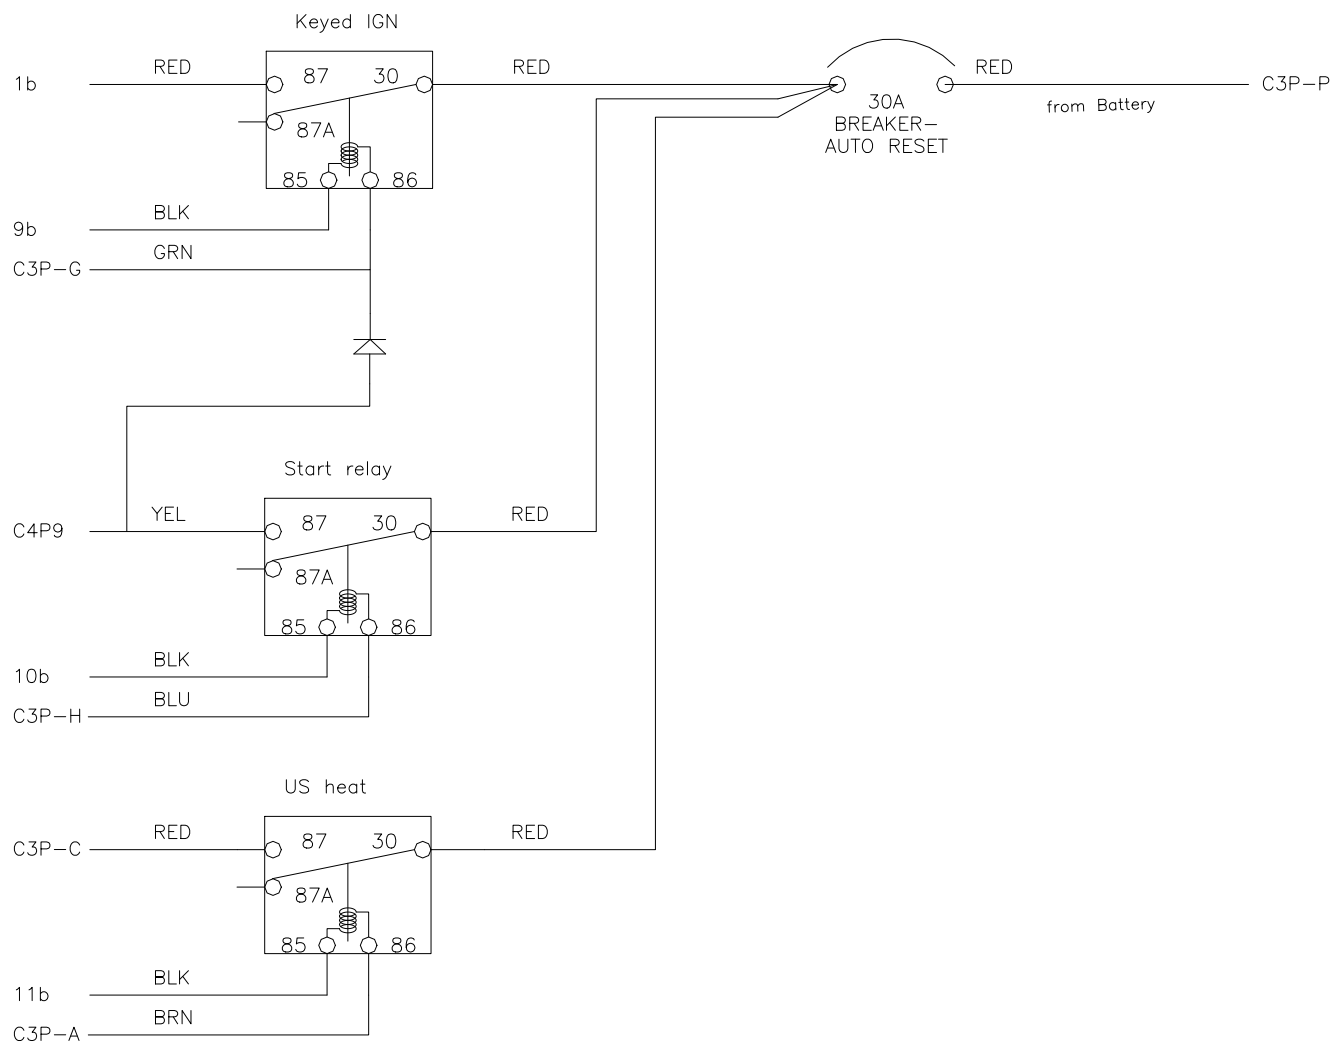 Keyed IGN
1b RED 87 30 RED RED C3P-P
30A
BREAKER-
AUTO RESET
from Battery
87A
85 86
9b BLK
C3P-G GRN
Start relay
C4P9 YEL 87 30 RED
87A
85 86
10b BLK
C3P-H BLU
US heat
C3P-C RED 87 30 RED
87A
85 86
11b BLK
C3P-A BRN